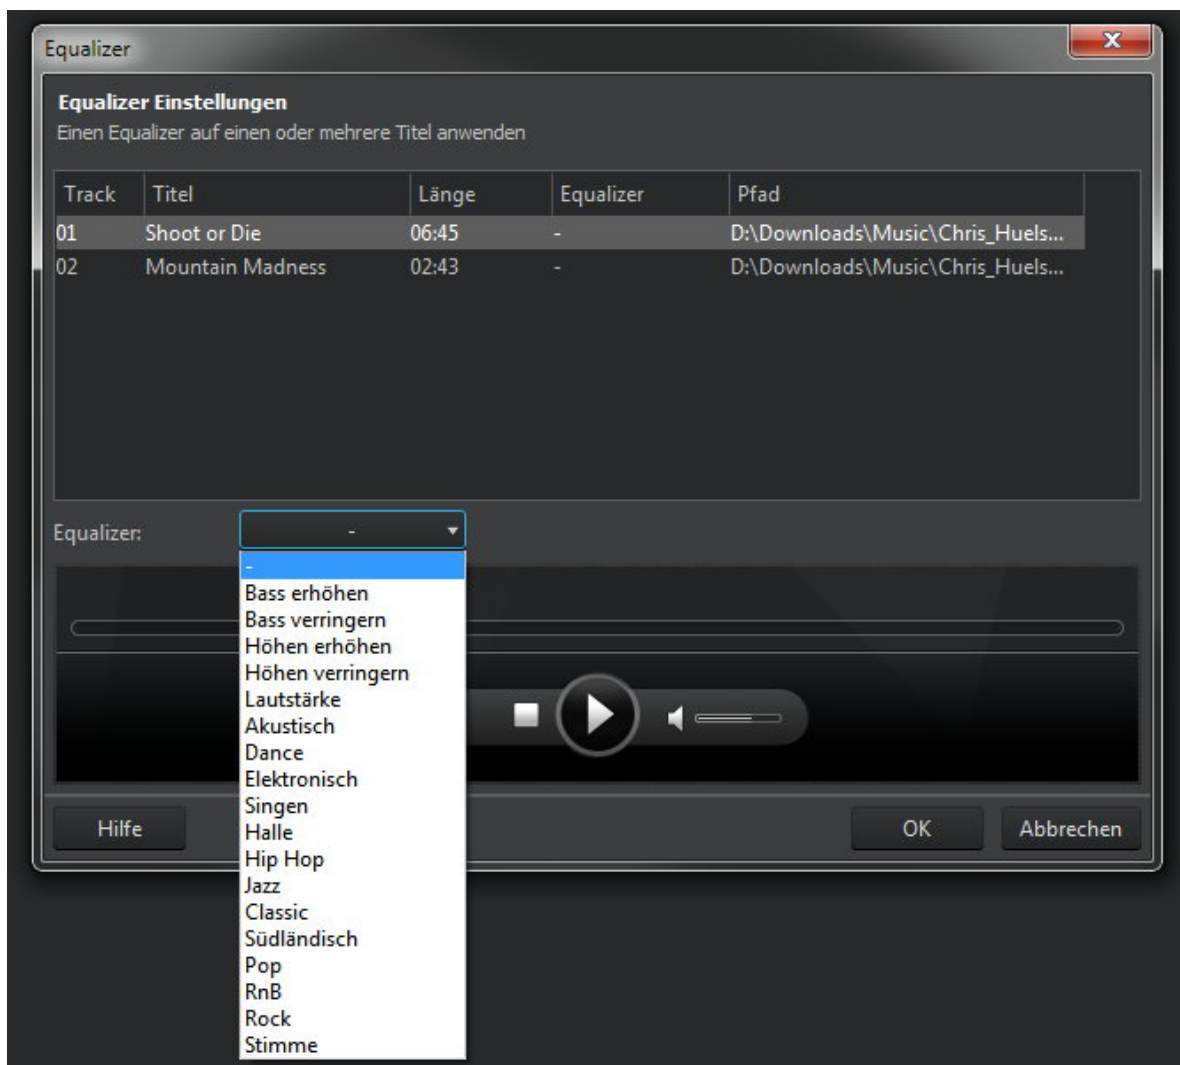 Equalizer
Equalizer Einstellungen
Einen Equalizer auf einen oder mehrere Titel anwenden
Track Titel Länge Equalizer Pfad
01 Shoot or Die 06:45 - D:\Downloads\Music\Chris_Huels...
02 Mountain Madness 02:43 - D:\Downloads\Music\Chris_Huels...
Equalizer: -
-
Bass erhöhen
Bass verringern
Höhen erhöhen
Höhen verringern
Lautstärke
Akustisch
Dance
Elektronisch
Singen
Halle
Hip Hop
Jazz
Classic
Südländisch
Pop
RnB
Rock
Stimme
Hilfe OK Abbrechen